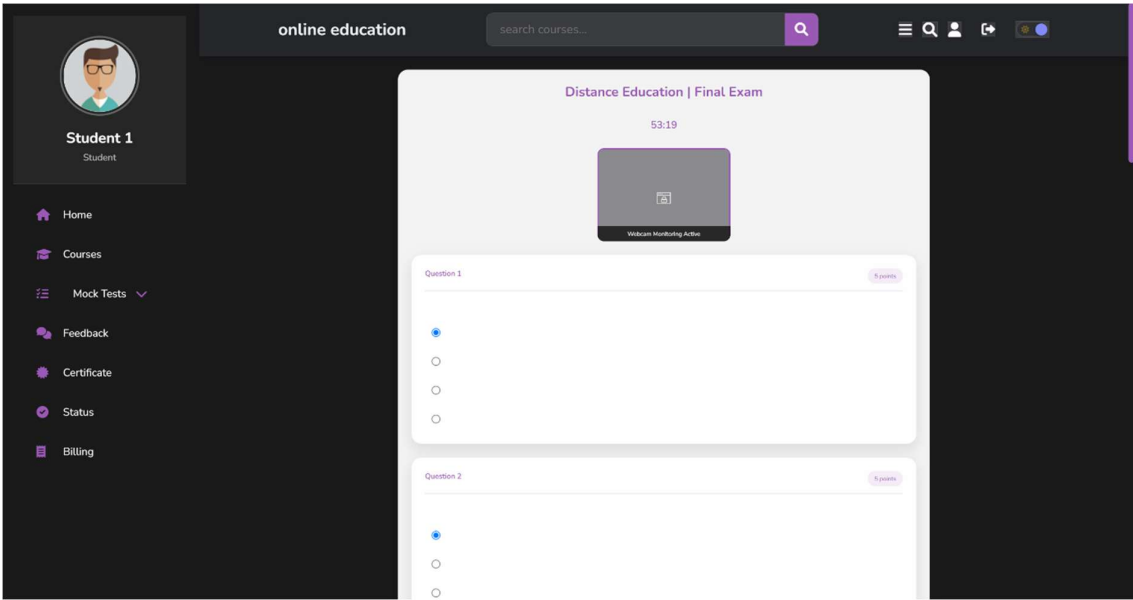 online education
search courses...
Student 1
Student
Home
Courses
Mock Tests
Feedback
Certificate
Status
Billing
Distance Education | Final Exam
53:19
Webcam Monitoring Active
Question 1
5 points
Question 2
5 points